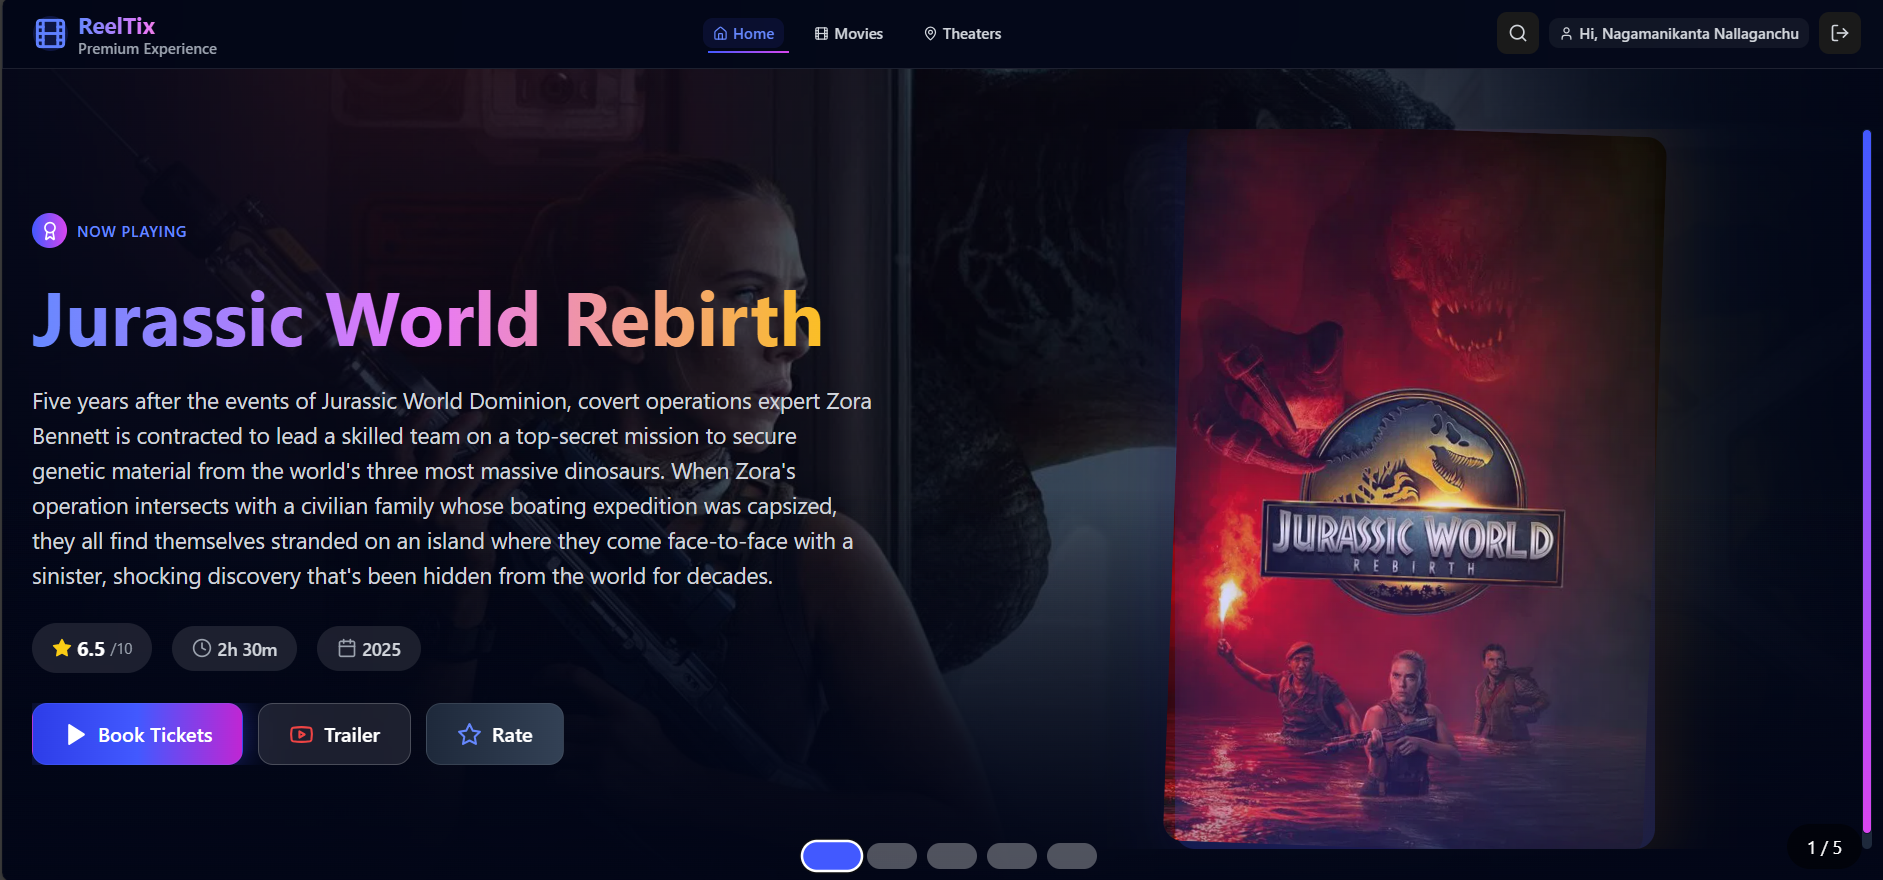 ReelTix
Premium Experience
Home
Movies
Theaters
Hi, Nagamanikanta Nallaganchu
NOW PLAYING
Jurassic World Rebirth
Five years after the events of Jurassic World Dominion, covert operations expert Zora
Bennett is contracted to lead a skilled team on a top-secret mission to secure
genetic material from the world's three most massive dinosaurs. When Zora's
operation intersects with a civilian family whose boating expedition was capsized,
they all find themselves stranded on an island where they come face-to-face with a
sinister, shocking discovery that's been hidden from the world for decades.
6.5 /10
2h 30m
2025
Book Tickets
Trailer
Rate
JURASSIC WORLD
REBIRTH
1 / 5